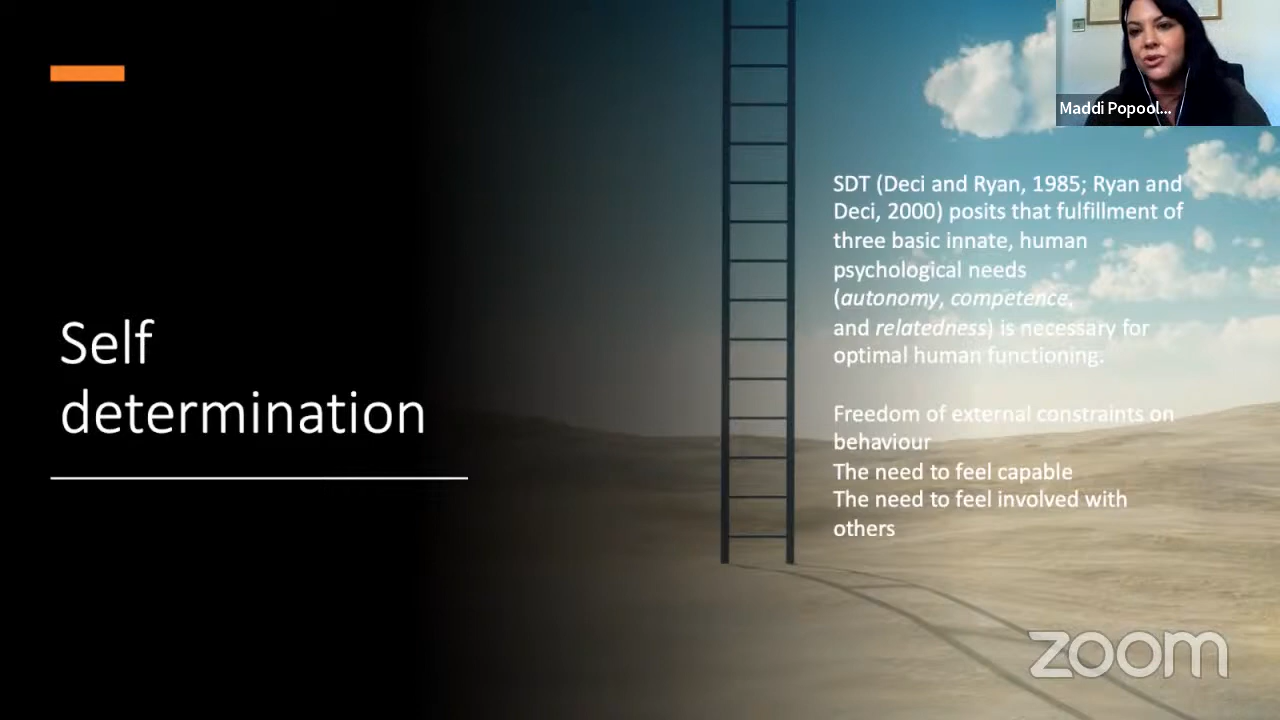 Maddi Popool...
SDT (Deci and Ryan, 1985; Ryan and
Deci, 2000) posits that fulfillment of
three basic innate, human
psychological needs
(autonomy, competence,
and relatedness) is necessary for
optimal human functioning.
Self
determination
Freedom of external constraints on
behaviour
The need to feel capable
The need to feel involved with
others
zoom